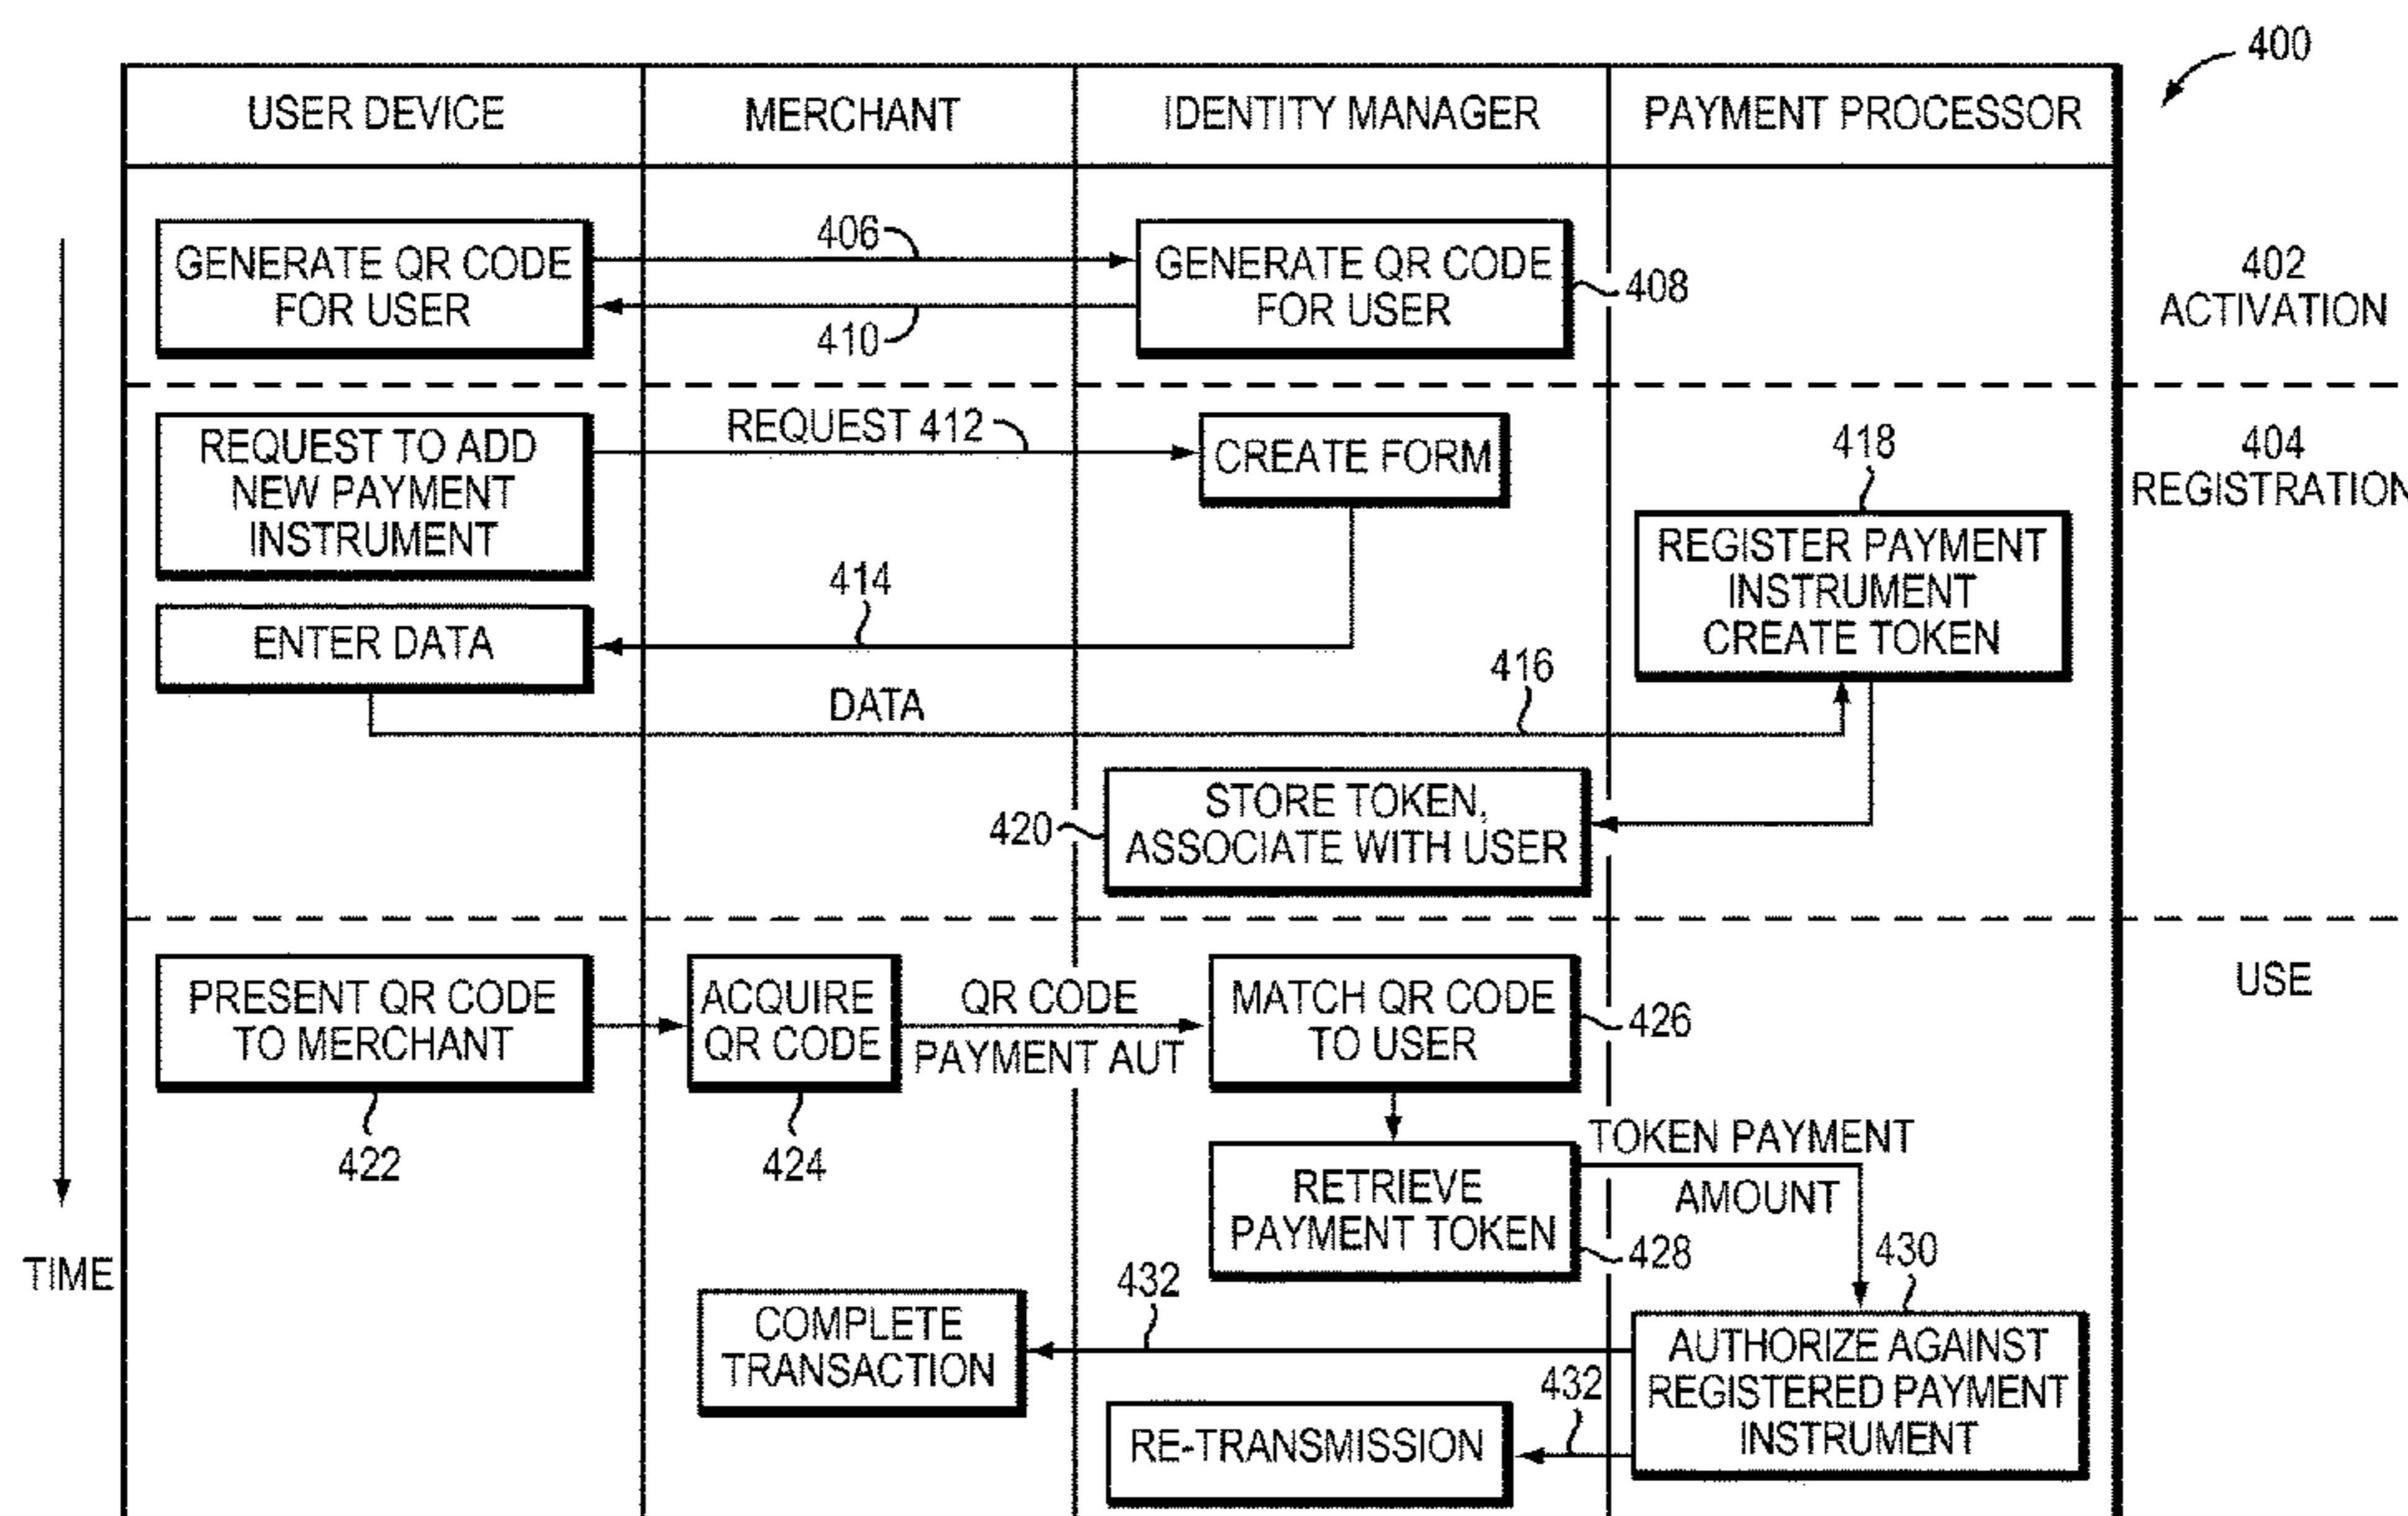 400
USER DEVICE
MERCHANT
IDENTITY MANAGER
PAYMENT PROCESSOR
GENERATE QR CODE
FOR USER
406
410
GENERATE QR CODE
FOR USER
408
402
ACTIVATION
REQUEST TO ADD
NEW PAYMENT
INSTRUMENT
REQUEST 412
CREATE FORM
418
404
REGISTRATION
REGISTER PAYMENT
INSTRUMENT
CREATE TOKEN
414
ENTER DATA
DATA
416
420
STORE TOKEN,
ASSOCIATE WITH USER
USE
PRESENT QR CODE
TO MERCHANT
422
ACQUIRE
QR CODE
424
QR CODE
PAYMENT AUT
MATCH QR CODE
TO USER
426
TOKEN PAYMENT
AMOUNT
RETRIEVE
PAYMENT TOKEN
428
430
TIME
432
COMPLETE
TRANSACTION
AUTHORIZE AGAINST
REGISTERED PAYMENT
INSTRUMENT
432
RE-TRANSMISSION